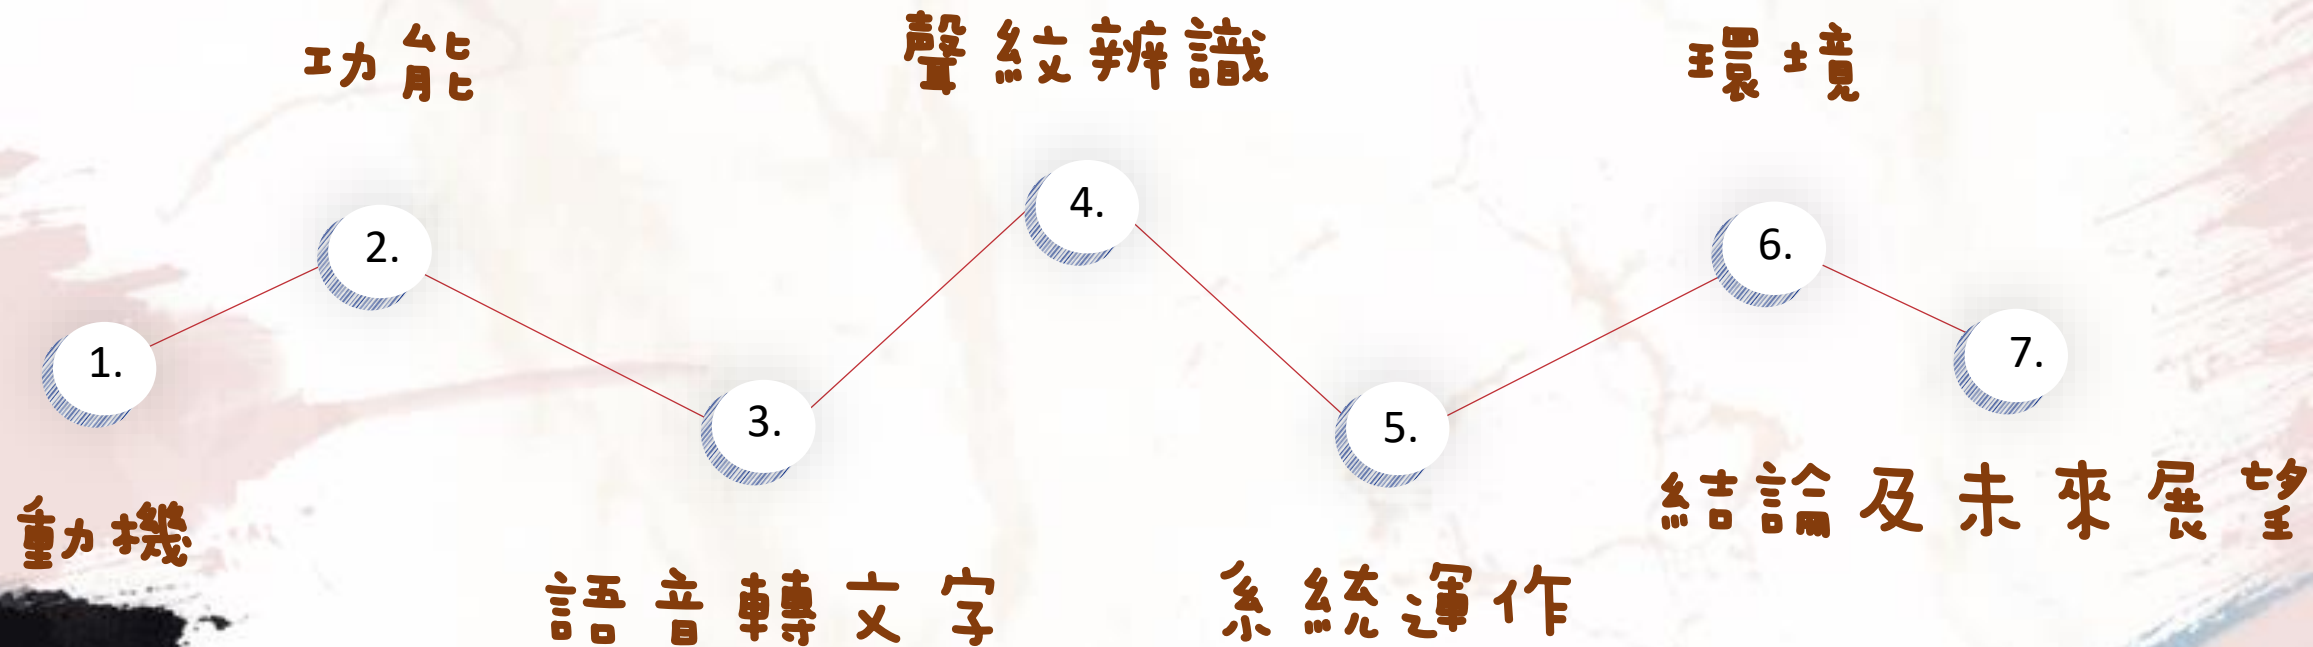 1.
動機
2.
功能
3.
語音轉文字
4.
聲紋辨識
5.
系統運作
6.
環境
7.
結論及未來展望